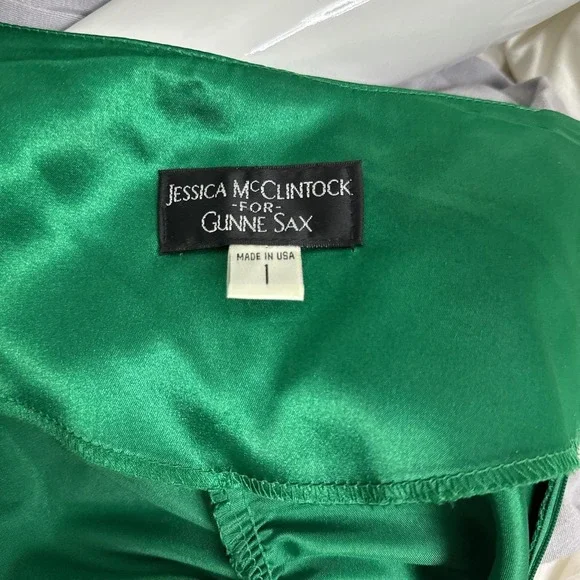 JESSICA McCLINTOCK
-FOR-
GUNNE SAX
MADE IN USA
1